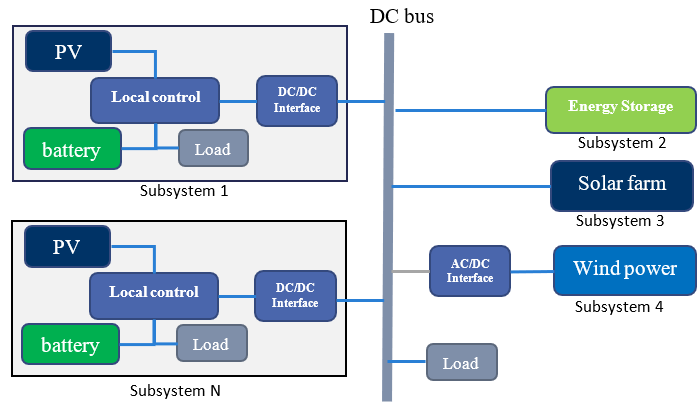 DC bus
PV
Local control
DC/DC
Interface
battery
Load
Subsystem 1
Energy Storage
Subsystem 2
Solar farm
Subsystem 3
PV
Local control
DC/DC
Interface
battery
Load
Subsystem N
AC/DC
Interface
Wind power
Subsystem 4
Load